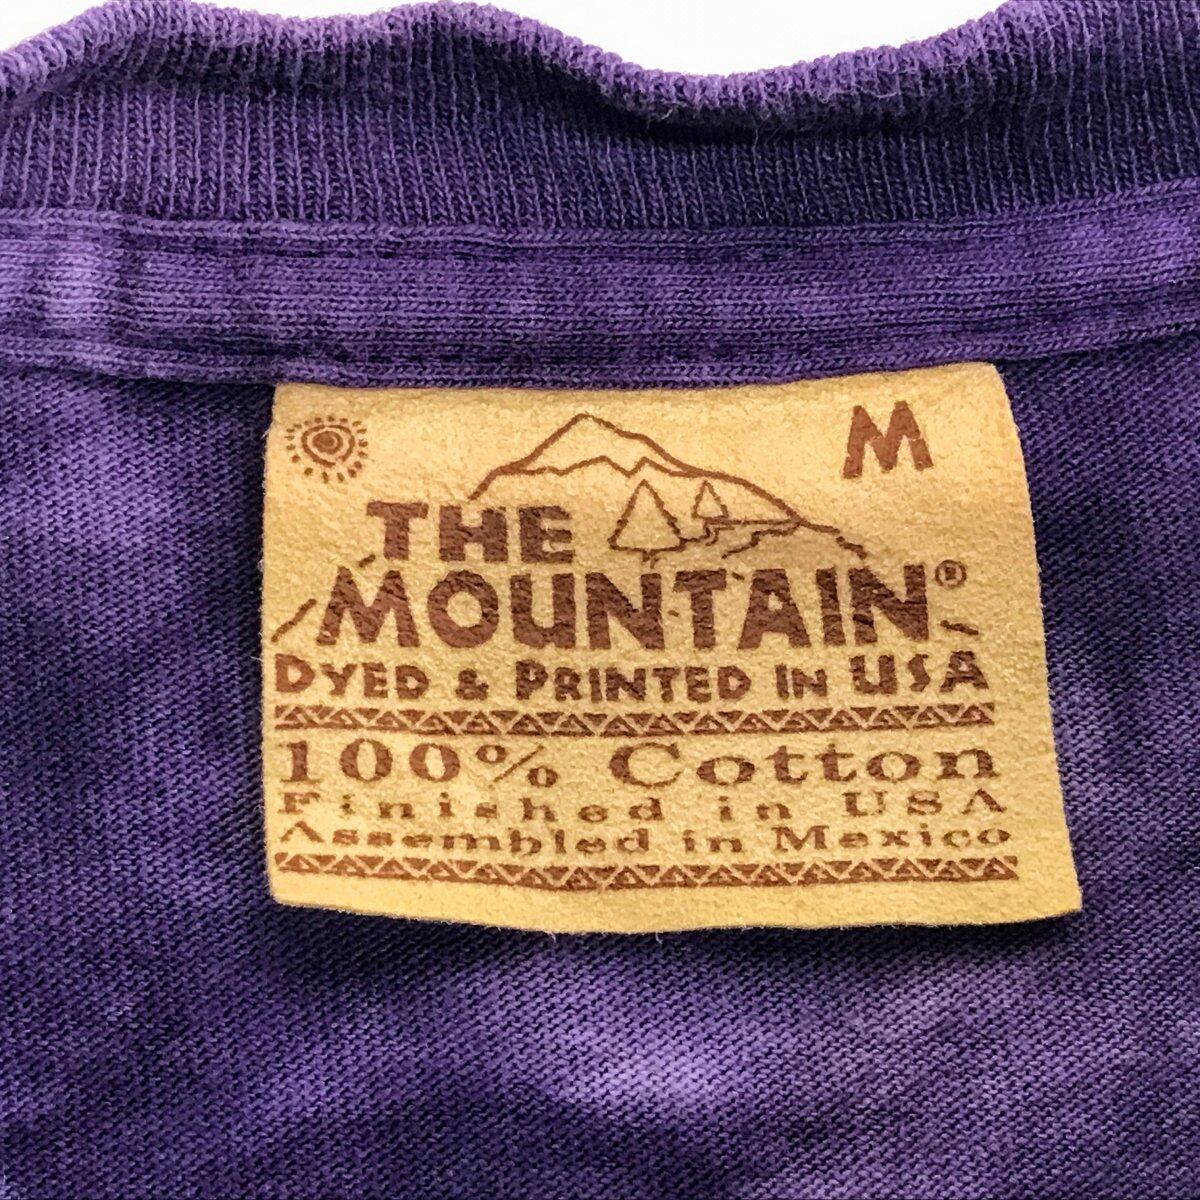 M
THE
MOUNTAIN®
DYED & PRINTED IN USA
100% Cotton
Finished in USA
Assembled in Mexico